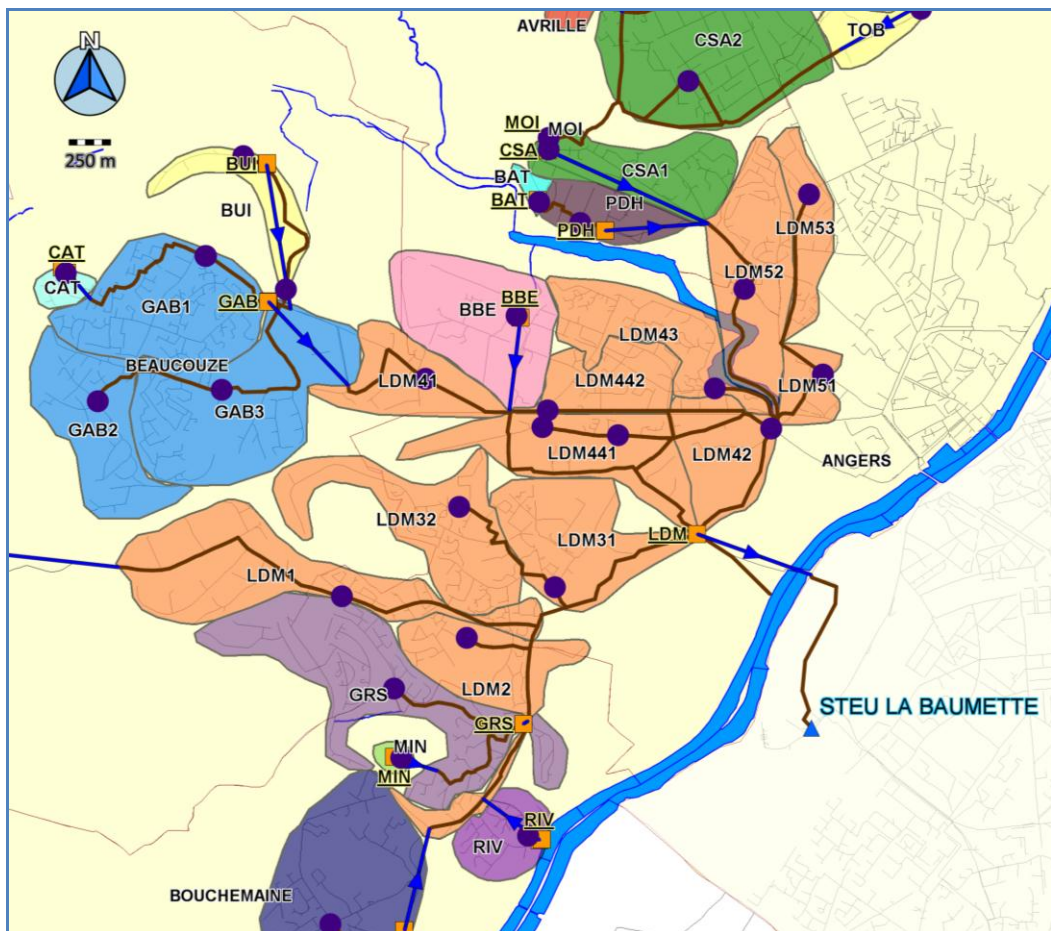 AVRILLE
CSA2
TOB
N
250 m
MOI
MOI
CSA
CSA1
BUI
BAT
PDH
BAT
BUI
PDH
LDM53
CAT
CAT
GAB1
GAB
BBE
BBE
LDM52
LDM43
BEAUCOUZE
LDM41
LDM442
LDM51
GAB3
GAB2
LDM441
LDM42
ANGERS
LDM32
LDM31
LDM
LDM1
GRS
LDM2
STEU LA BAUMETTE
GRS
MIN
MIN
RIV
RIV
BOUCHEMAINE